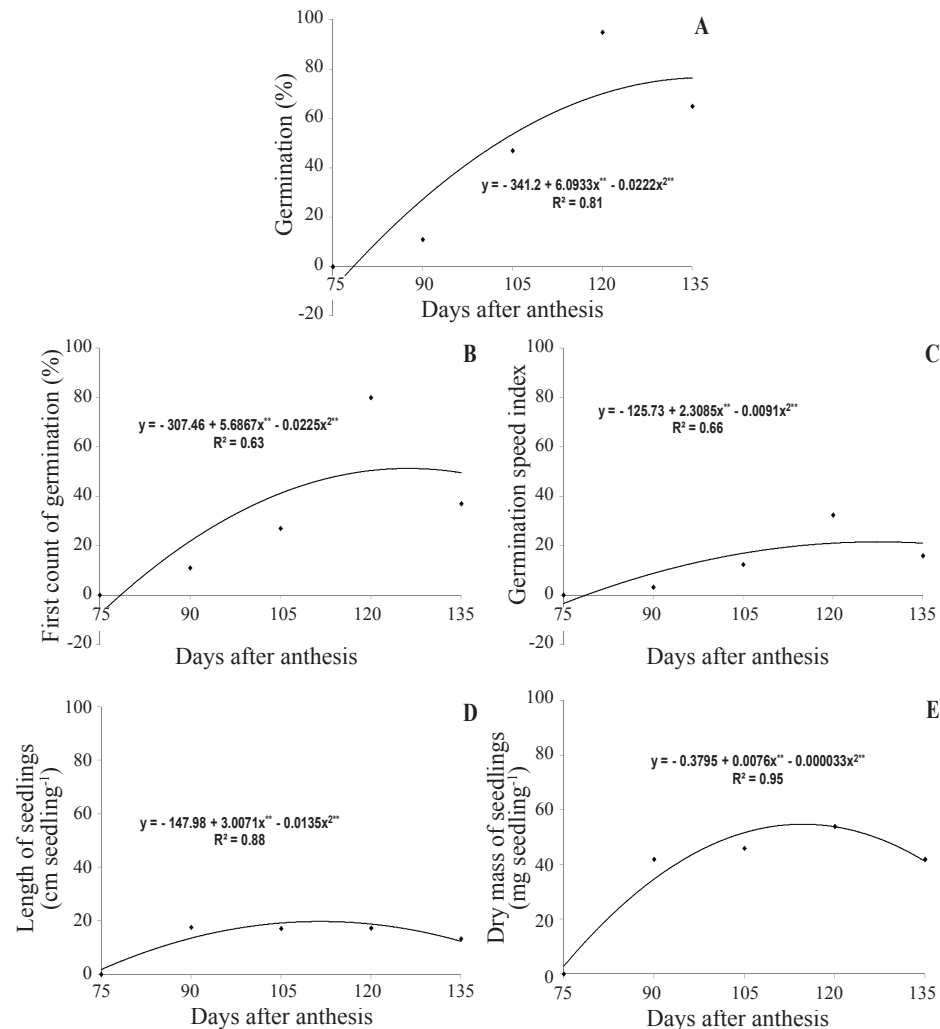 A
100
80
60
40
20
0
-20
Germination (%)
y = - 341.2 + 6.0933x** - 0.0222x²**
R² = 0.81
75 90 105 120 135
Days after anthesis
B
100
80
60
40
20
0
-20
First count of germination (%)
y = - 307.46 + 5.6867x** - 0.0225x²**
R² = 0.63
75 90 105 120 135
Days after anthesis
C
100
80
60
40
20
0
-20
Germination speed index
y = - 125.73 + 2.3085x** - 0.0091x²**
R² = 0.66
75 90 105 120 135
Days after anthesis
D
100
80
60
40
20
0
Length of seedlings
(cm seedling⁻¹)
y = - 147.98 + 3.0071x** - 0.0135x²**
R² = 0.88
75 90 105 120 135
Days after anthesis
E
100
80
60
40
20
0
Dry mass of seedlings
(mg seedling⁻¹)
y = - 0.3795 + 0.0076x** - 0.000033x²**
R² = 0.95
75 90 105 120 135
Days after anthesis